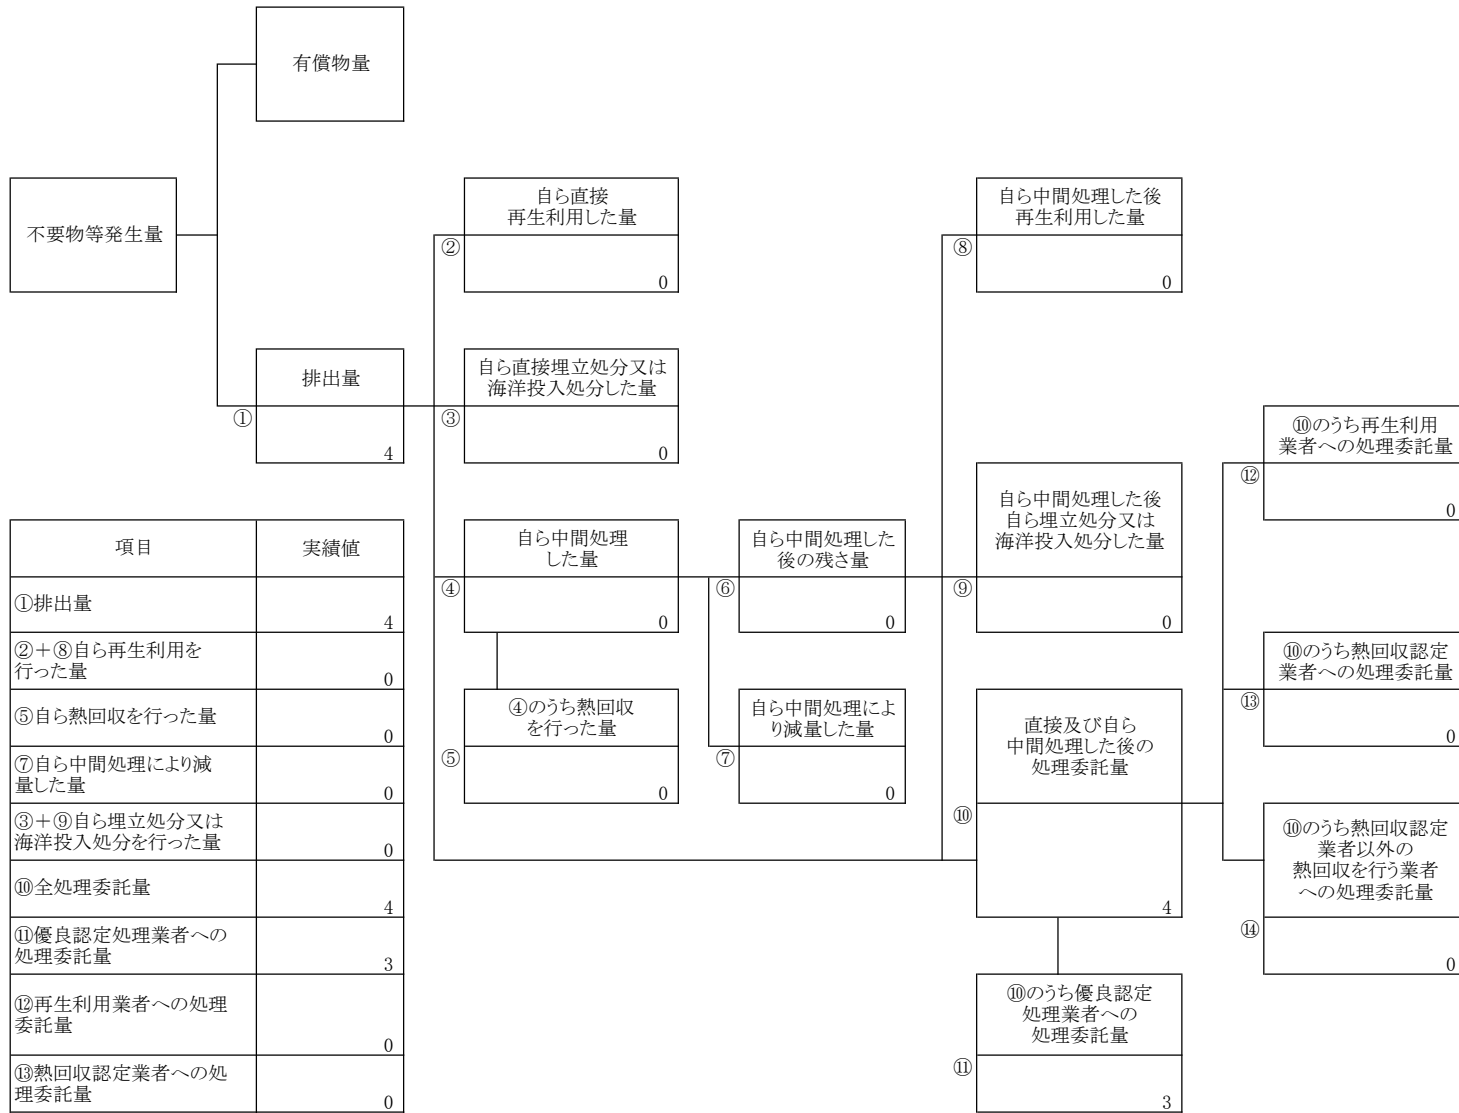 有償物量
不要物等発生量
自ら直接
再生利用した量
②
0
自ら中間処理した後
再生利用した量
⑧
0
排出量
①
4
自ら直接埋立処分又は
海洋投入処分した量
③
0
⑩のうち再生利用
業者への処理委託量
⑫
0
自ら中間処理
した量
④
0
自ら中間処理した
後の残さ量
⑥
0
自ら中間処理した後
自ら埋立処分又は
海洋投入処分した量
⑨
0
⑩のうち熱回収認定
業者への処理委託量
⑬
0
④のうち熱回収
を行った量
⑤
0
自ら中間処理によ
り減量した量
⑦
0
直接及び自ら
中間処理した後の
処理委託量
⑩
4
⑩のうち熱回収認定
業者以外の
熱回収を行う業者
への処理委託量
⑭
0
⑩のうち優良認定
処理業者への
処理委託量
⑪
3
項目 実績値
①排出量
4
②+⑧自ら再生利用を
行った量
0
⑤自ら熱回収を行った量
0
⑦自ら中間処理により減
量した量
0
③+⑨自ら埋立処分又は
海洋投入処分を行った量
0
⑩全処理委託量
4
⑪優良認定処理業者への
処理委託量
3
⑫再生利用業者への処理
委託量
0
⑬熱回収認定業者への処
理委託量
0